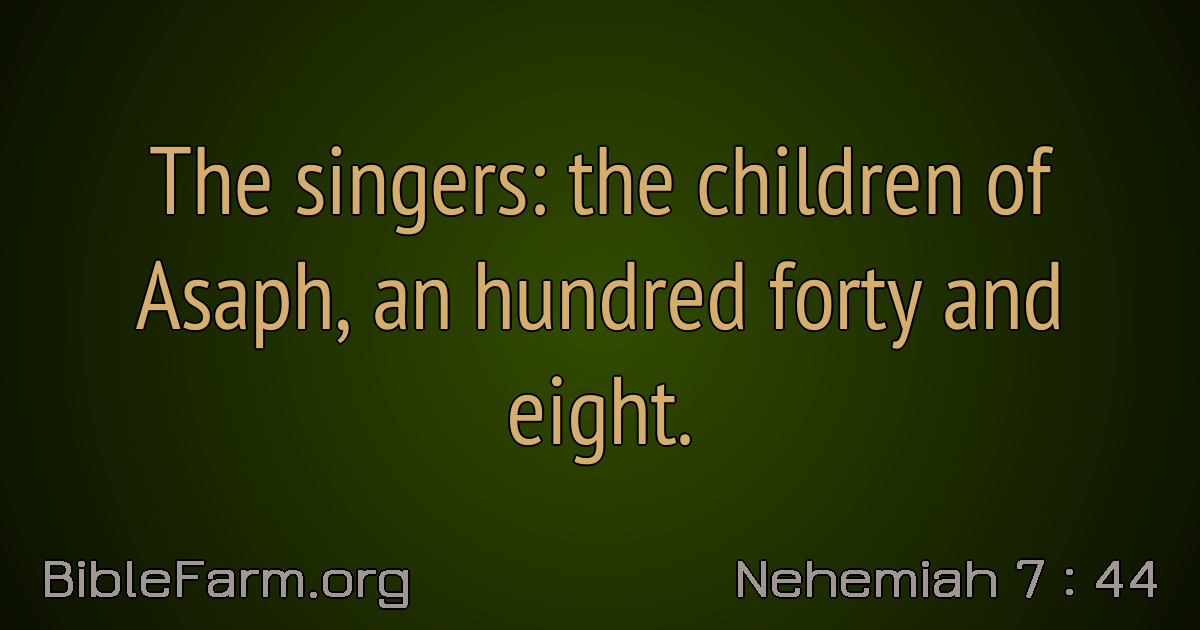 The singers: the children of
Asaph, an hundred forty and
eight.
BibleFarm.org
Nehemiah 7 : 44